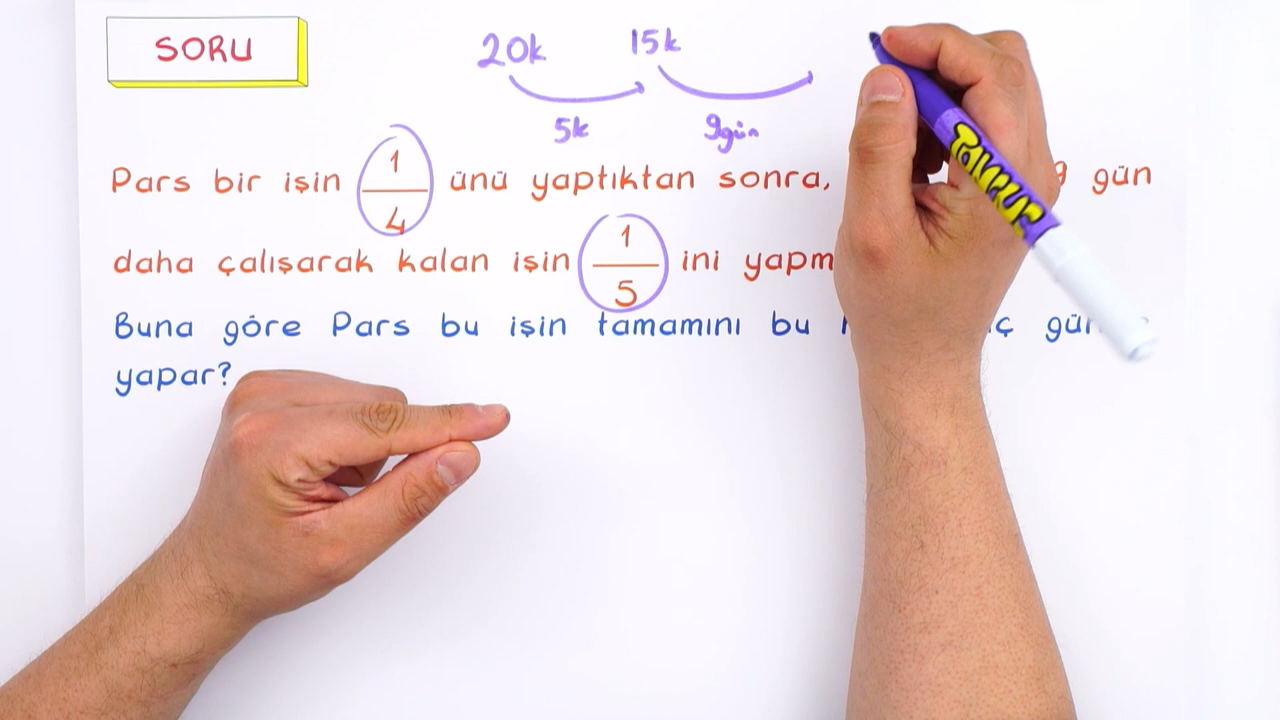 SORU
20k 15k
5k 9gün
Pars bir işin 1/4 ünü yaptıktan sonra, 9 gün
daha çalışarak kalan işin 1/5 ini yapm
Buna göre Pars bu işin tamamını bu
yapar?